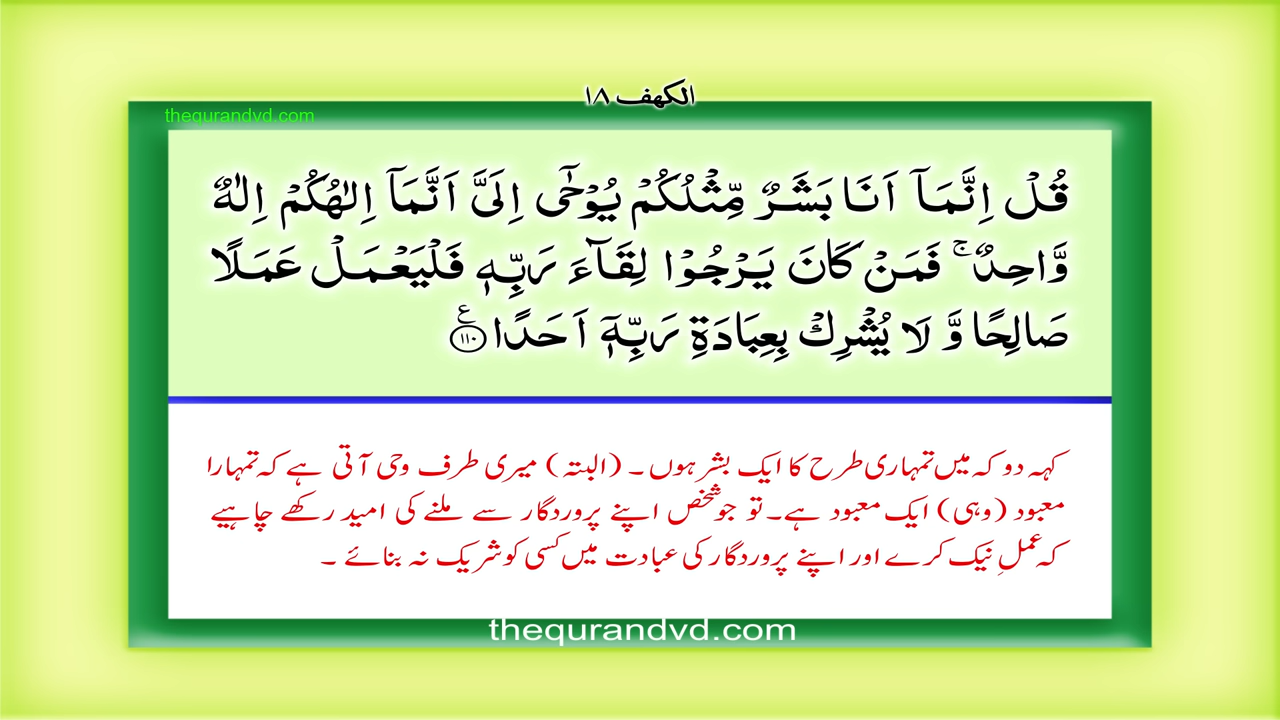 الكهف ١٨
thequrandvd.com
قُلۡ اِنَّمَاۤ اَنَا بَشَرٌ مِّثۡلُكُمۡ يُوۡحٰٓى اِلَىَّ اَنَّمَاۤ اِلٰهُكُمۡ اِلٰهٌ
وَّاحِدٌ ۚ فَمَنۡ كَانَ يَرۡجُوۡا لِقَآءَ رَبِّهٖ فَلۡيَعۡمَلۡ عَمَلًا
صَالِحًا وَّ لَا يُشۡرِكۡ بِعِبَادَةِ رَبِّهٖۤ اَحَدًا ﴿۱۱۰﴾ ع
کہہ دو کہ میں تمہاری طرح کا ایک بشر ہوں۔ (البتہ) میری طرف وحی آتی ہے کہ تمہارا
معبود (وہی) ایک معبود ہے۔ تو جو شخص اپنے پروردگار سے ملنے کی امید رکھے چاہیے
کہ عملِ نیک کرے اور اپنے پروردگار کی عبادت میں کسی کو شریک نہ بنائے ۔
thequrandvd.com